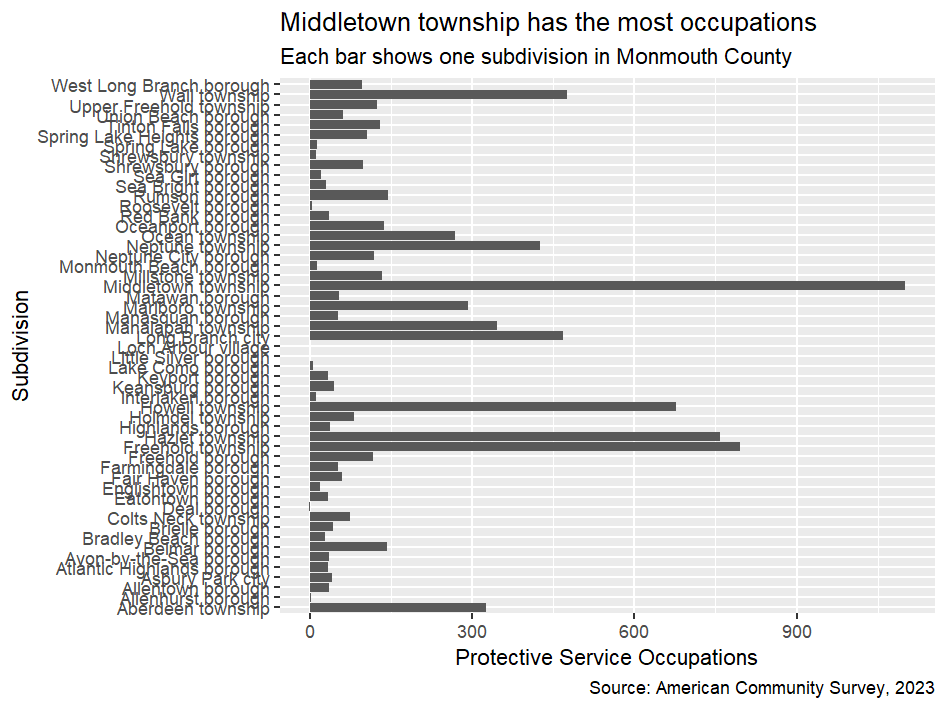 Middletown township has the most occupations
Each bar shows one subdivision in Monmouth County
West Long Branch borough
Wall township
Upper Freehold township
Union Beach borough
Tinton Falls borough
Spring Lake Heights borough
Spring Lake borough
Shrewsbury township
Shrewsbury borough
Sea Girt borough
Sea Bright borough
Rumson borough
Roosevelt borough
Red Bank borough
Oceanport borough
Ocean township
Neptune township
Neptune City borough
Monmouth Beach borough
Millstone township
Middletown township
Matawan borough
Marlboro township
Manasquan borough
Manalapan township
Long Branch city
Loch Arbour village
Little Silver borough
Lake Como borough
Keyport borough
Keansburg borough
Interlaken borough
Howell township
Holmdel township
Highlands borough
Hazlet township
Freehold township
Freehold borough
Farmingdale borough
Fair Haven borough
Englishtown borough
Eatontown borough
Deal borough
Colts Neck township
Brielle borough
Bradley Beach borough
Belmar borough
Avon-by-the-Sea borough
Atlantic Highlands borough
Asbury Park city
Allentown borough
Allenhurst borough
Aberdeen township
Subdivision
0 300 600 900
Protective Service Occupations
Source: American Community Survey, 2023